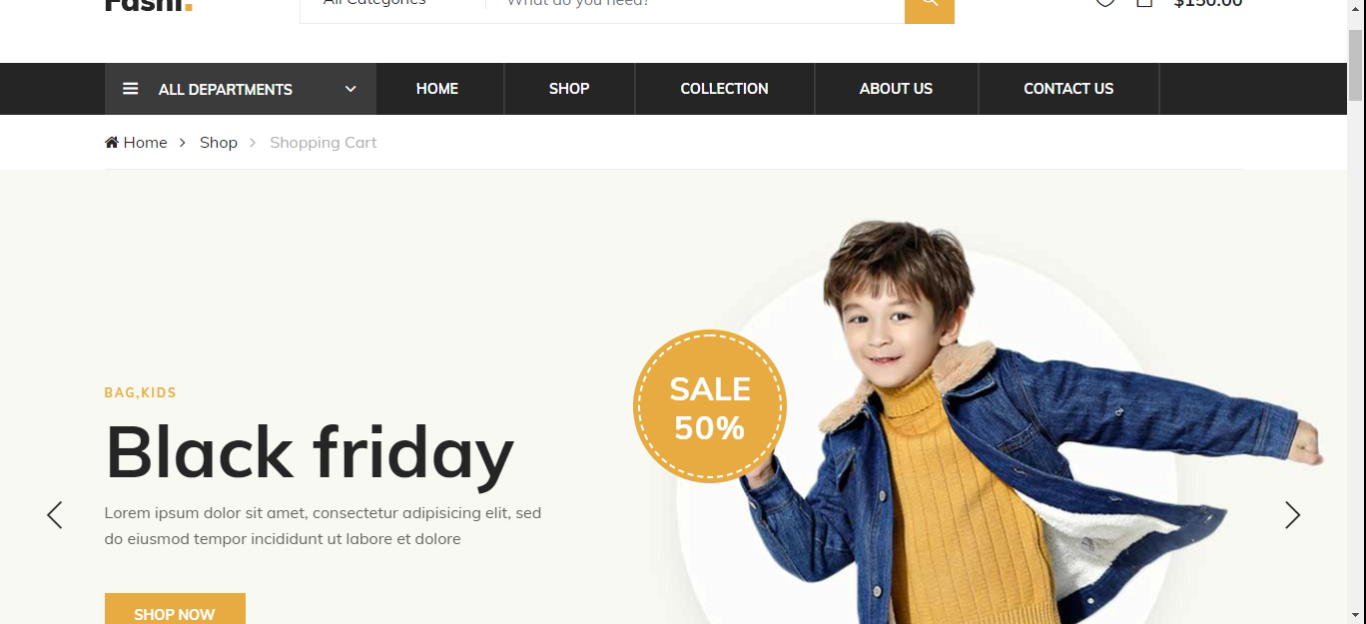 Fashi.
All Categories
What do you need?
$150.00
ALL DEPARTMENTS
HOME
SHOP
COLLECTION
ABOUT US
CONTACT US
Home
Shop
Shopping Cart
BAG,KIDS
Black friday
Lorem ipsum dolor sit amet, consectetur adipisicing elit, sed
do eiusmod tempor incididunt ut labore et dolore
SHOP NOW
SALE
50%